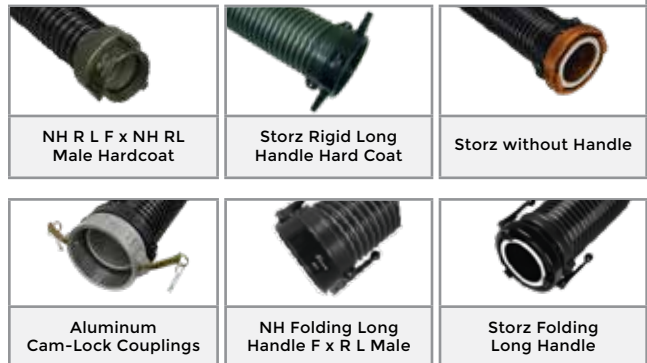 NH R L F x NH RL
Male Hardcoat
Storz Rigid Long
Handle Hard Coat
Storz without Handle
Aluminum
Cam-Lock Couplings
NH Folding Long
Handle F x R L Male
Storz Folding
Long Handle